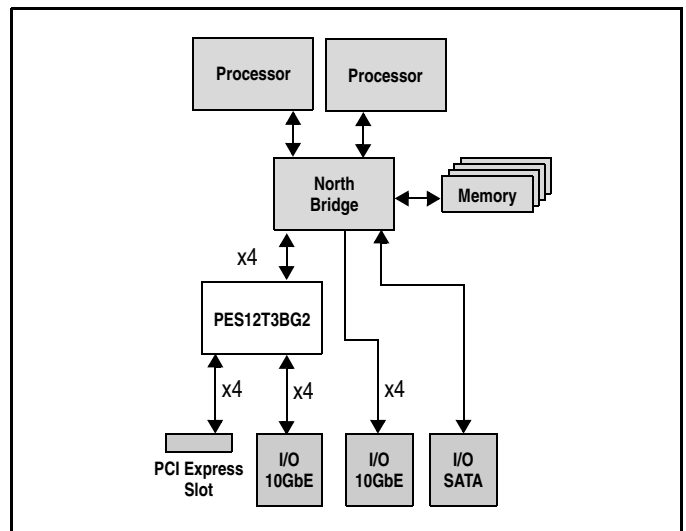 Processor
Processor
North
Bridge
Memory
x4
PES12T3BG2
x4
x4
x4
PCI Express
Slot
I/O
10GbE
I/O
10GbE
I/O
SATA